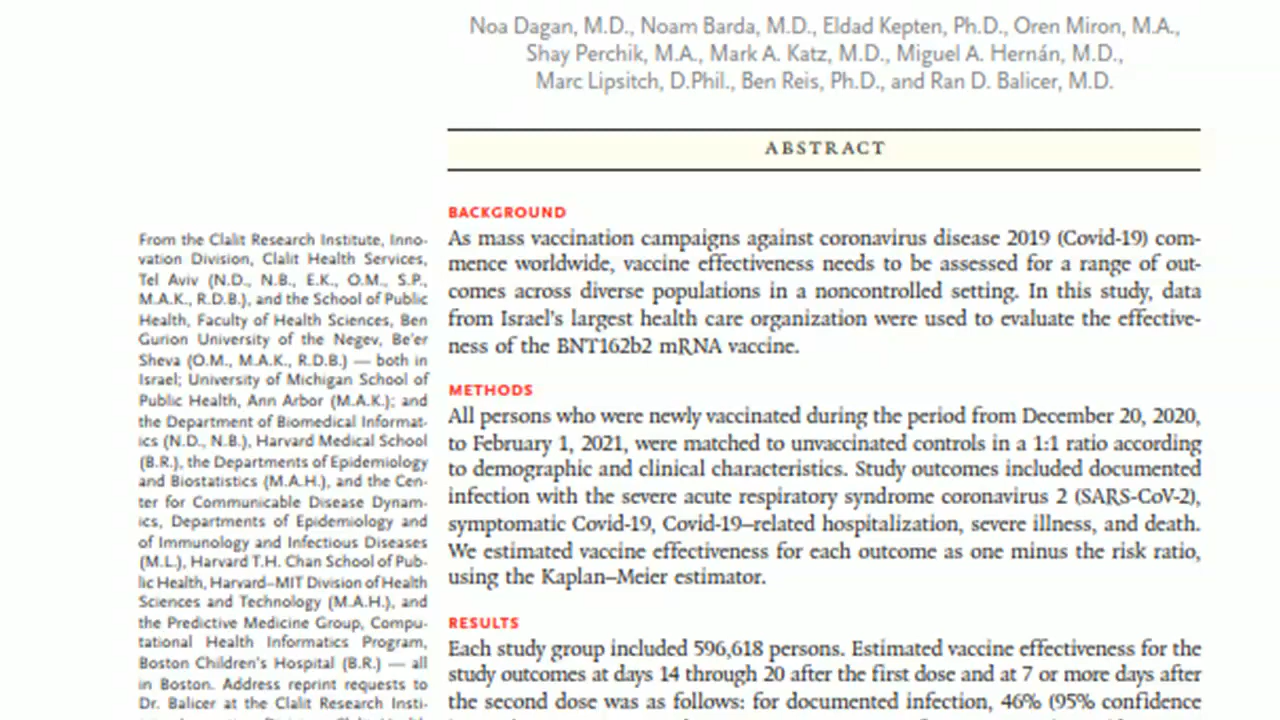 Noa Dagan, M.D., Noam Barda, M.D., Eldad Kepten, Ph.D., Oren Miron, M.A.,
Shay Perchik, M.A., Mark A. Katz, M.D., Miguel A. Hernán, M.D.,
Marc Lipsitch, D.Phil., Ben Reis, Ph.D., and Ran D. Balicer, M.D.
ABSTRACT
From the Clalit Research Institute, Inno-
vation Division, Clalit Health Services,
Tel Aviv (N.D., N.B., E.K., O.M., S.P.,
M.A.K., R.D.B.), and the School of Public
Health, Faculty of Health Sciences, Ben
Gurion University of the Negev, Be'er
Sheva (O.M., M.A.K., R.D.B.) — both in
Israel; University of Michigan School of
Public Health, Ann Arbor (M.A.K.); and
the Department of Biomedical Informat-
ics (N.D., N.B.), Harvard Medical School
(B.R.), the Departments of Epidemiology
and Biostatistics (M.A.H.), and the Cen-
ter for Communicable Disease Dynam-
ics, Departments of Epidemiology and
of Immunology and Infectious Diseases
(M.L.), Harvard T.H. Chan School of Pub-
lic Health, Harvard–MIT Division of Health
Sciences and Technology (M.A.H.), and
the Predictive Medicine Group, Compu-
tational Health Informatics Program,
Boston Children's Hospital (B.R.) — all
in Boston. Address reprint requests to
Dr. Balicer at the Clalit Research Insti-
BACKGROUND
As mass vaccination campaigns against coronavirus disease 2019 (Covid-19) com-
mence worldwide, vaccine effectiveness needs to be assessed for a range of out-
comes across diverse populations in a noncontrolled setting. In this study, data
from Israel's largest health care organization were used to evaluate the effective-
ness of the BNT162b2 mRNA vaccine.
METHODS
All persons who were newly vaccinated during the period from December 20, 2020,
to February 1, 2021, were matched to unvaccinated controls in a 1:1 ratio according
to demographic and clinical characteristics. Study outcomes included documented
infection with the severe acute respiratory syndrome coronavirus 2 (SARS-CoV-2),
symptomatic Covid-19, Covid-19–related hospitalization, severe illness, and death.
We estimated vaccine effectiveness for each outcome as one minus the risk ratio,
using the Kaplan–Meier estimator.
RESULTS
Each study group included 596,618 persons. Estimated vaccine effectiveness for the
study outcomes at days 14 through 20 after the first dose and at 7 or more days after
the second dose was as follows: for documented infection, 46% (95% confidence